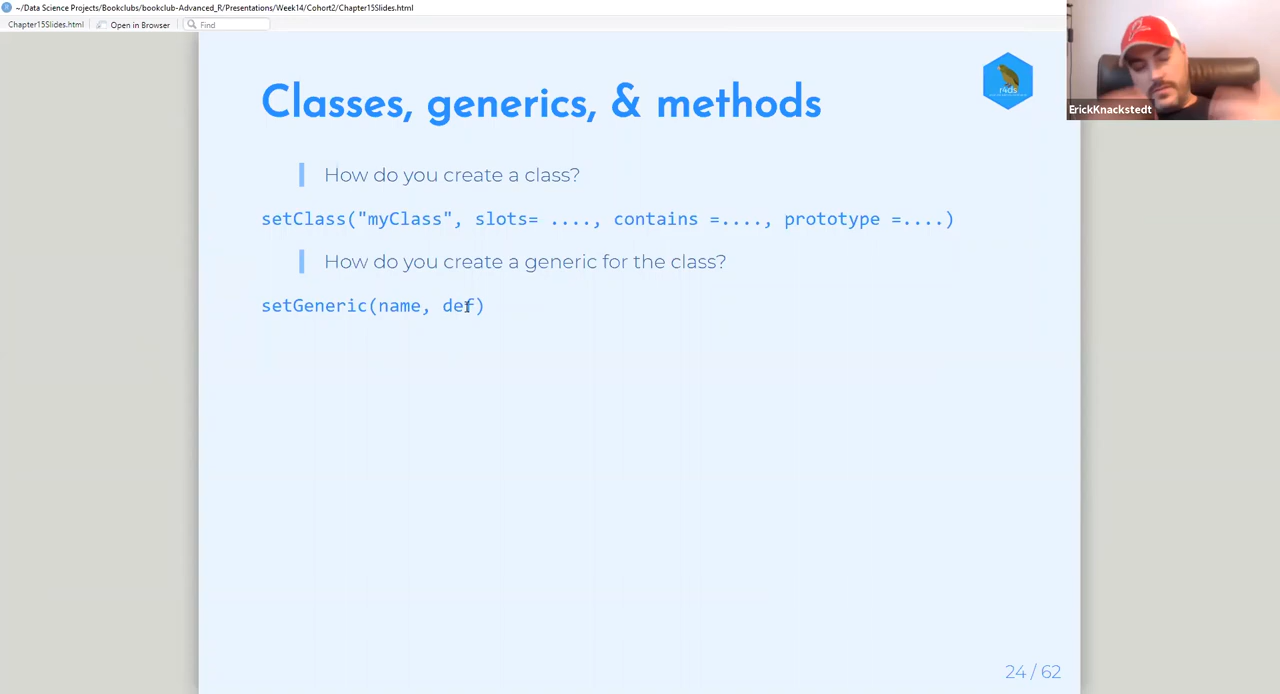 ~/Data Science Projects/Bookclubs/bookclub-Advanced_R/Presentations/Week14/Cohort2/Chapter15Slides.html
Chapter15Slides.html
Open in Browser
Find
Classes, generics, & methods
r4ds
ErickKnackstedt
How do you create a class?
setClass("myClass", slots= ...., contains =...., prototype =....)
How do you create a generic for the class?
setGeneric(name, def)
24 / 62